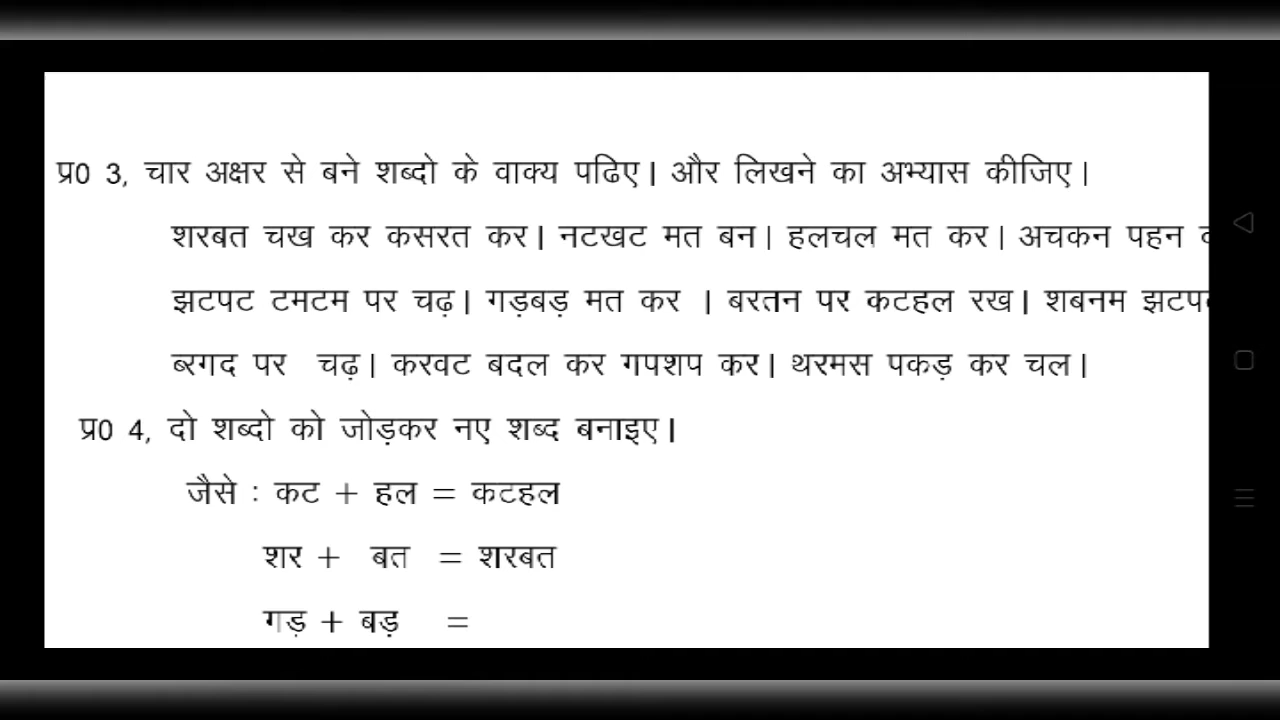 प्र0 3, चार अक्षर से बने शब्दो के वाक्य पढिए। और लिखने का अभ्यास कीजिए।
शरबत चख कर कसरत कर। नटखट मत बन। हलचल मत कर। अचकन पहन
झटपट टमटम पर चढ़। गड़बड़ मत कर । बरतन पर कटहल रख। शबनम
ब्रगद पर चढ़। करवट बदल कर गपशप कर। थरमस पकड़ कर चल।
प्र0 4, दो शब्दो को जोड़कर नए शब्द बनाइए।
जैसे : कट + हल = कटहल
शर + बत = शरबत
गड़ + बड़ =